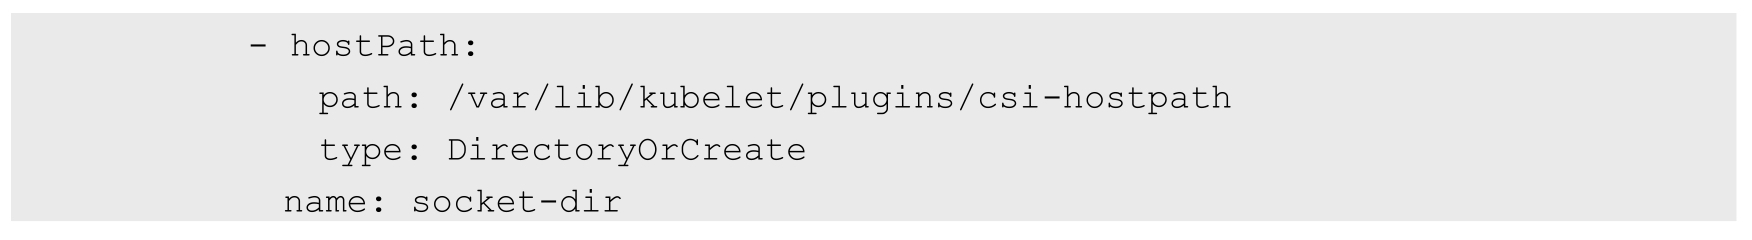 - hostPath:
    path: /var/lib/kubelet/plugins/csi-hostpath
    type: DirectoryOrCreate
  name: socket-dir